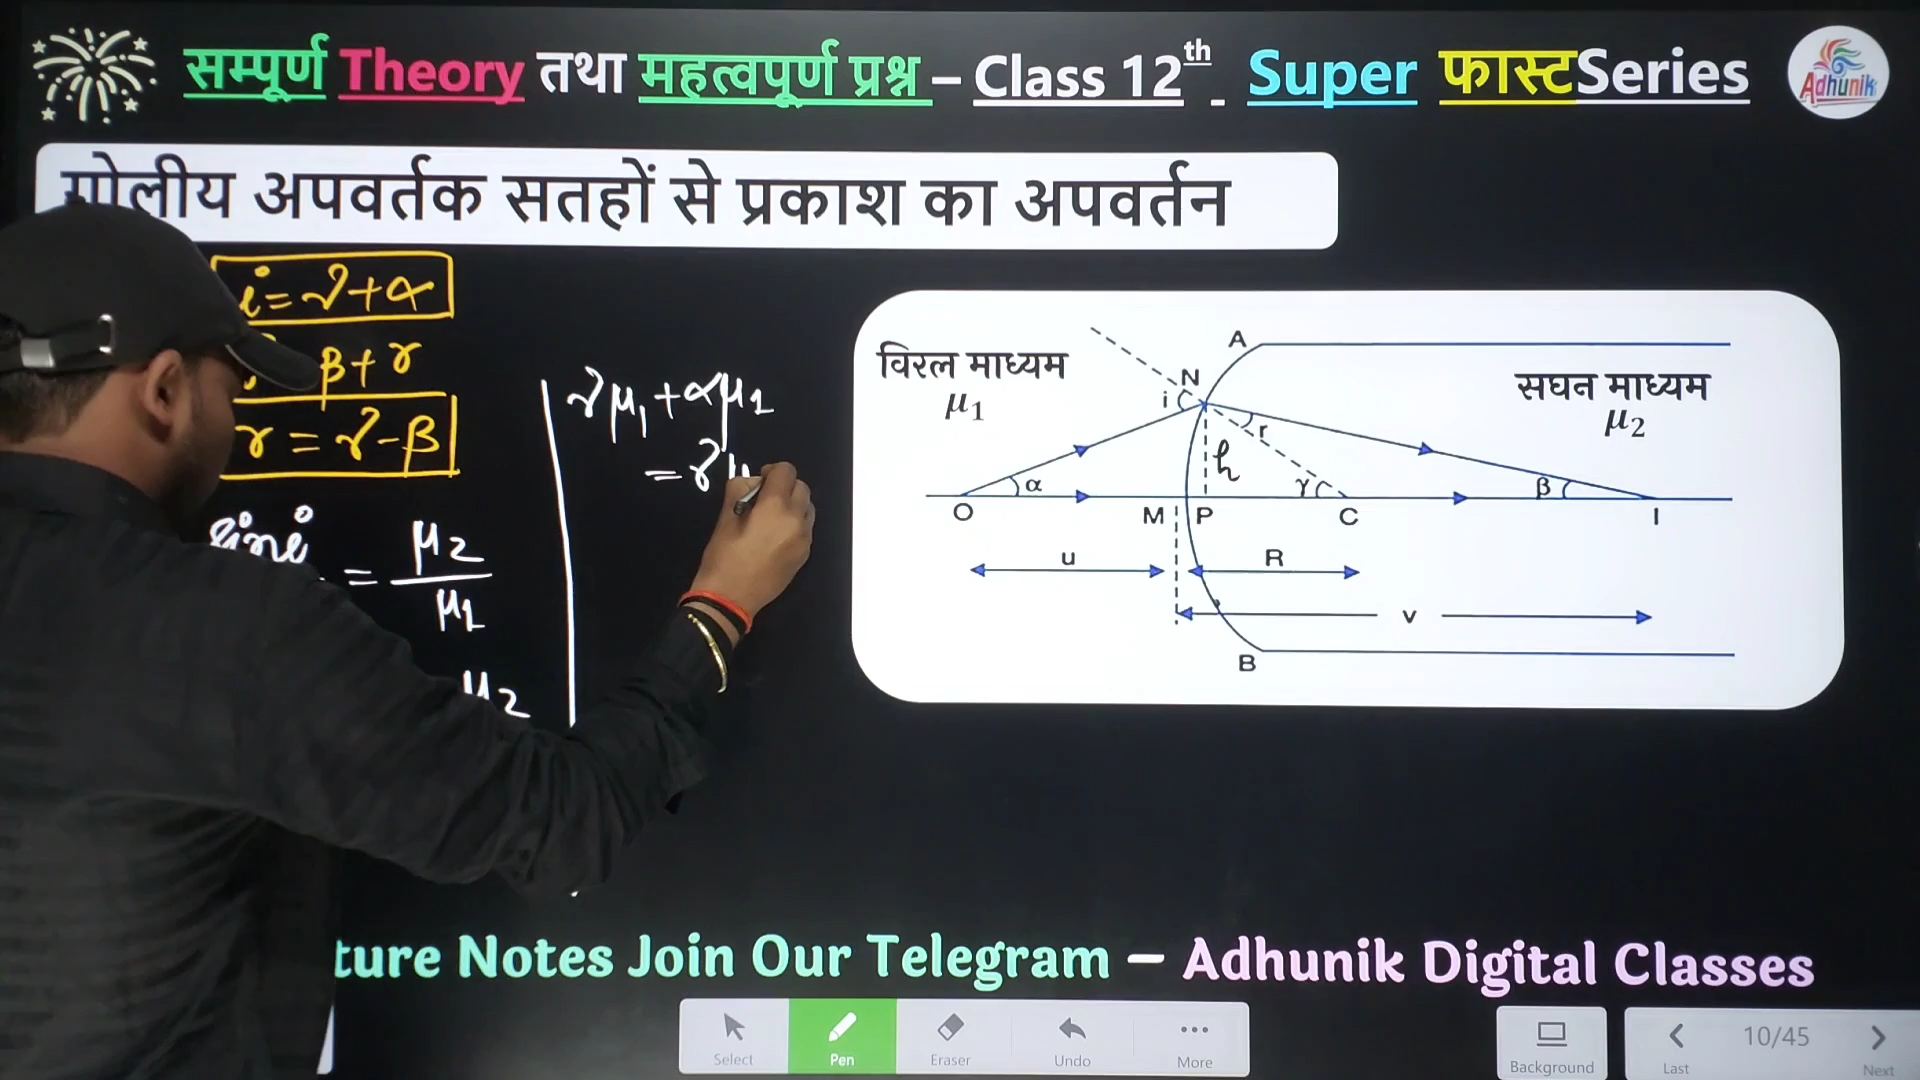 सम्पूर्ण Theory तथा महत्वपूर्ण प्रश्न – Class 12th - Super फास्टSeries
Adhunik
गोलीय अपवर्तक सतहों से प्रकाश का अपवर्तन
i = γ + α
β + r
r = γ - β
sin i = μ2
μ1
μ2
γμ1 + αμ1
= γμ
विरल माध्यम
μ1
सघन माध्यम
μ2
A
N
i
r
h
α
γ
β
O
M
P
C
I
u
R
v
B
ture Notes Join Our Telegram – Adhunik Digital Classes
Select
Pen
Eraser
Undo
More
Background
Last
10/45
Next